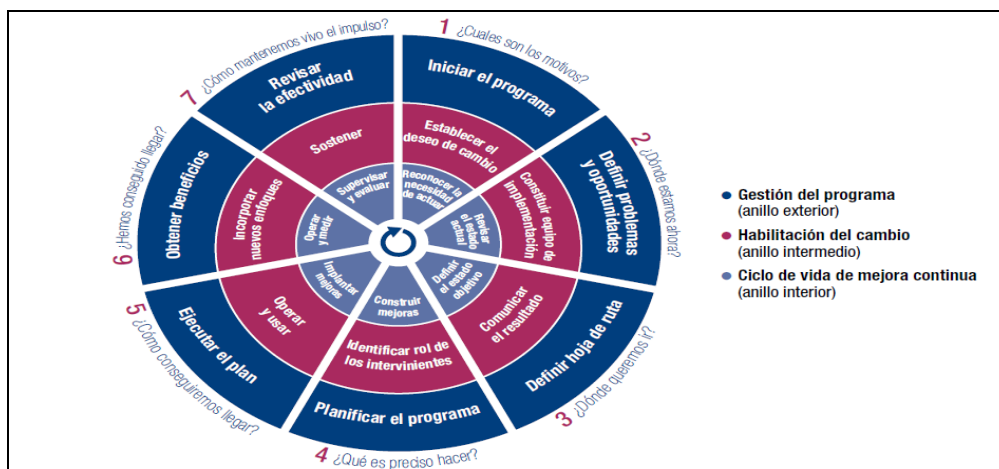 1 ¿Cuales son los motivos?
Iniciar el programa
Establecer el
deseo de cambio
Reconocer la
necesidad
de actuar
2 ¿Dónde estamos ahora?
Definir problemas
y oportunidades
Constituir equipo de
implementación
Revisar
el estado
actual
3 ¿Dónde queremos ir?
Definir hoja de ruta
Comunicar
el resultado
Definir
el estado
objetivo
4 ¿Qué es preciso hacer?
Planificar el programa
Identificar rol de
los intervinientes
Construir
mejoras
5 ¿Cómo conseguiremos llegar?
Ejecutar el plan
Operar
y usar
Implantar
mejoras
6 ¿Hemos conseguido llegar?
Obtener beneficios
Incorporar
nuevos enfoques
Operar
y medir
7 ¿Cómo mantenemos vivo el impulso?
Revisar
la efectividad
Sostener
Supervisar
y evaluar
Gestión del programa
(anillo exterior)
Habilitación del cambio
(anillo intermedio)
Ciclo de vida de mejora continua
(anillo interior)